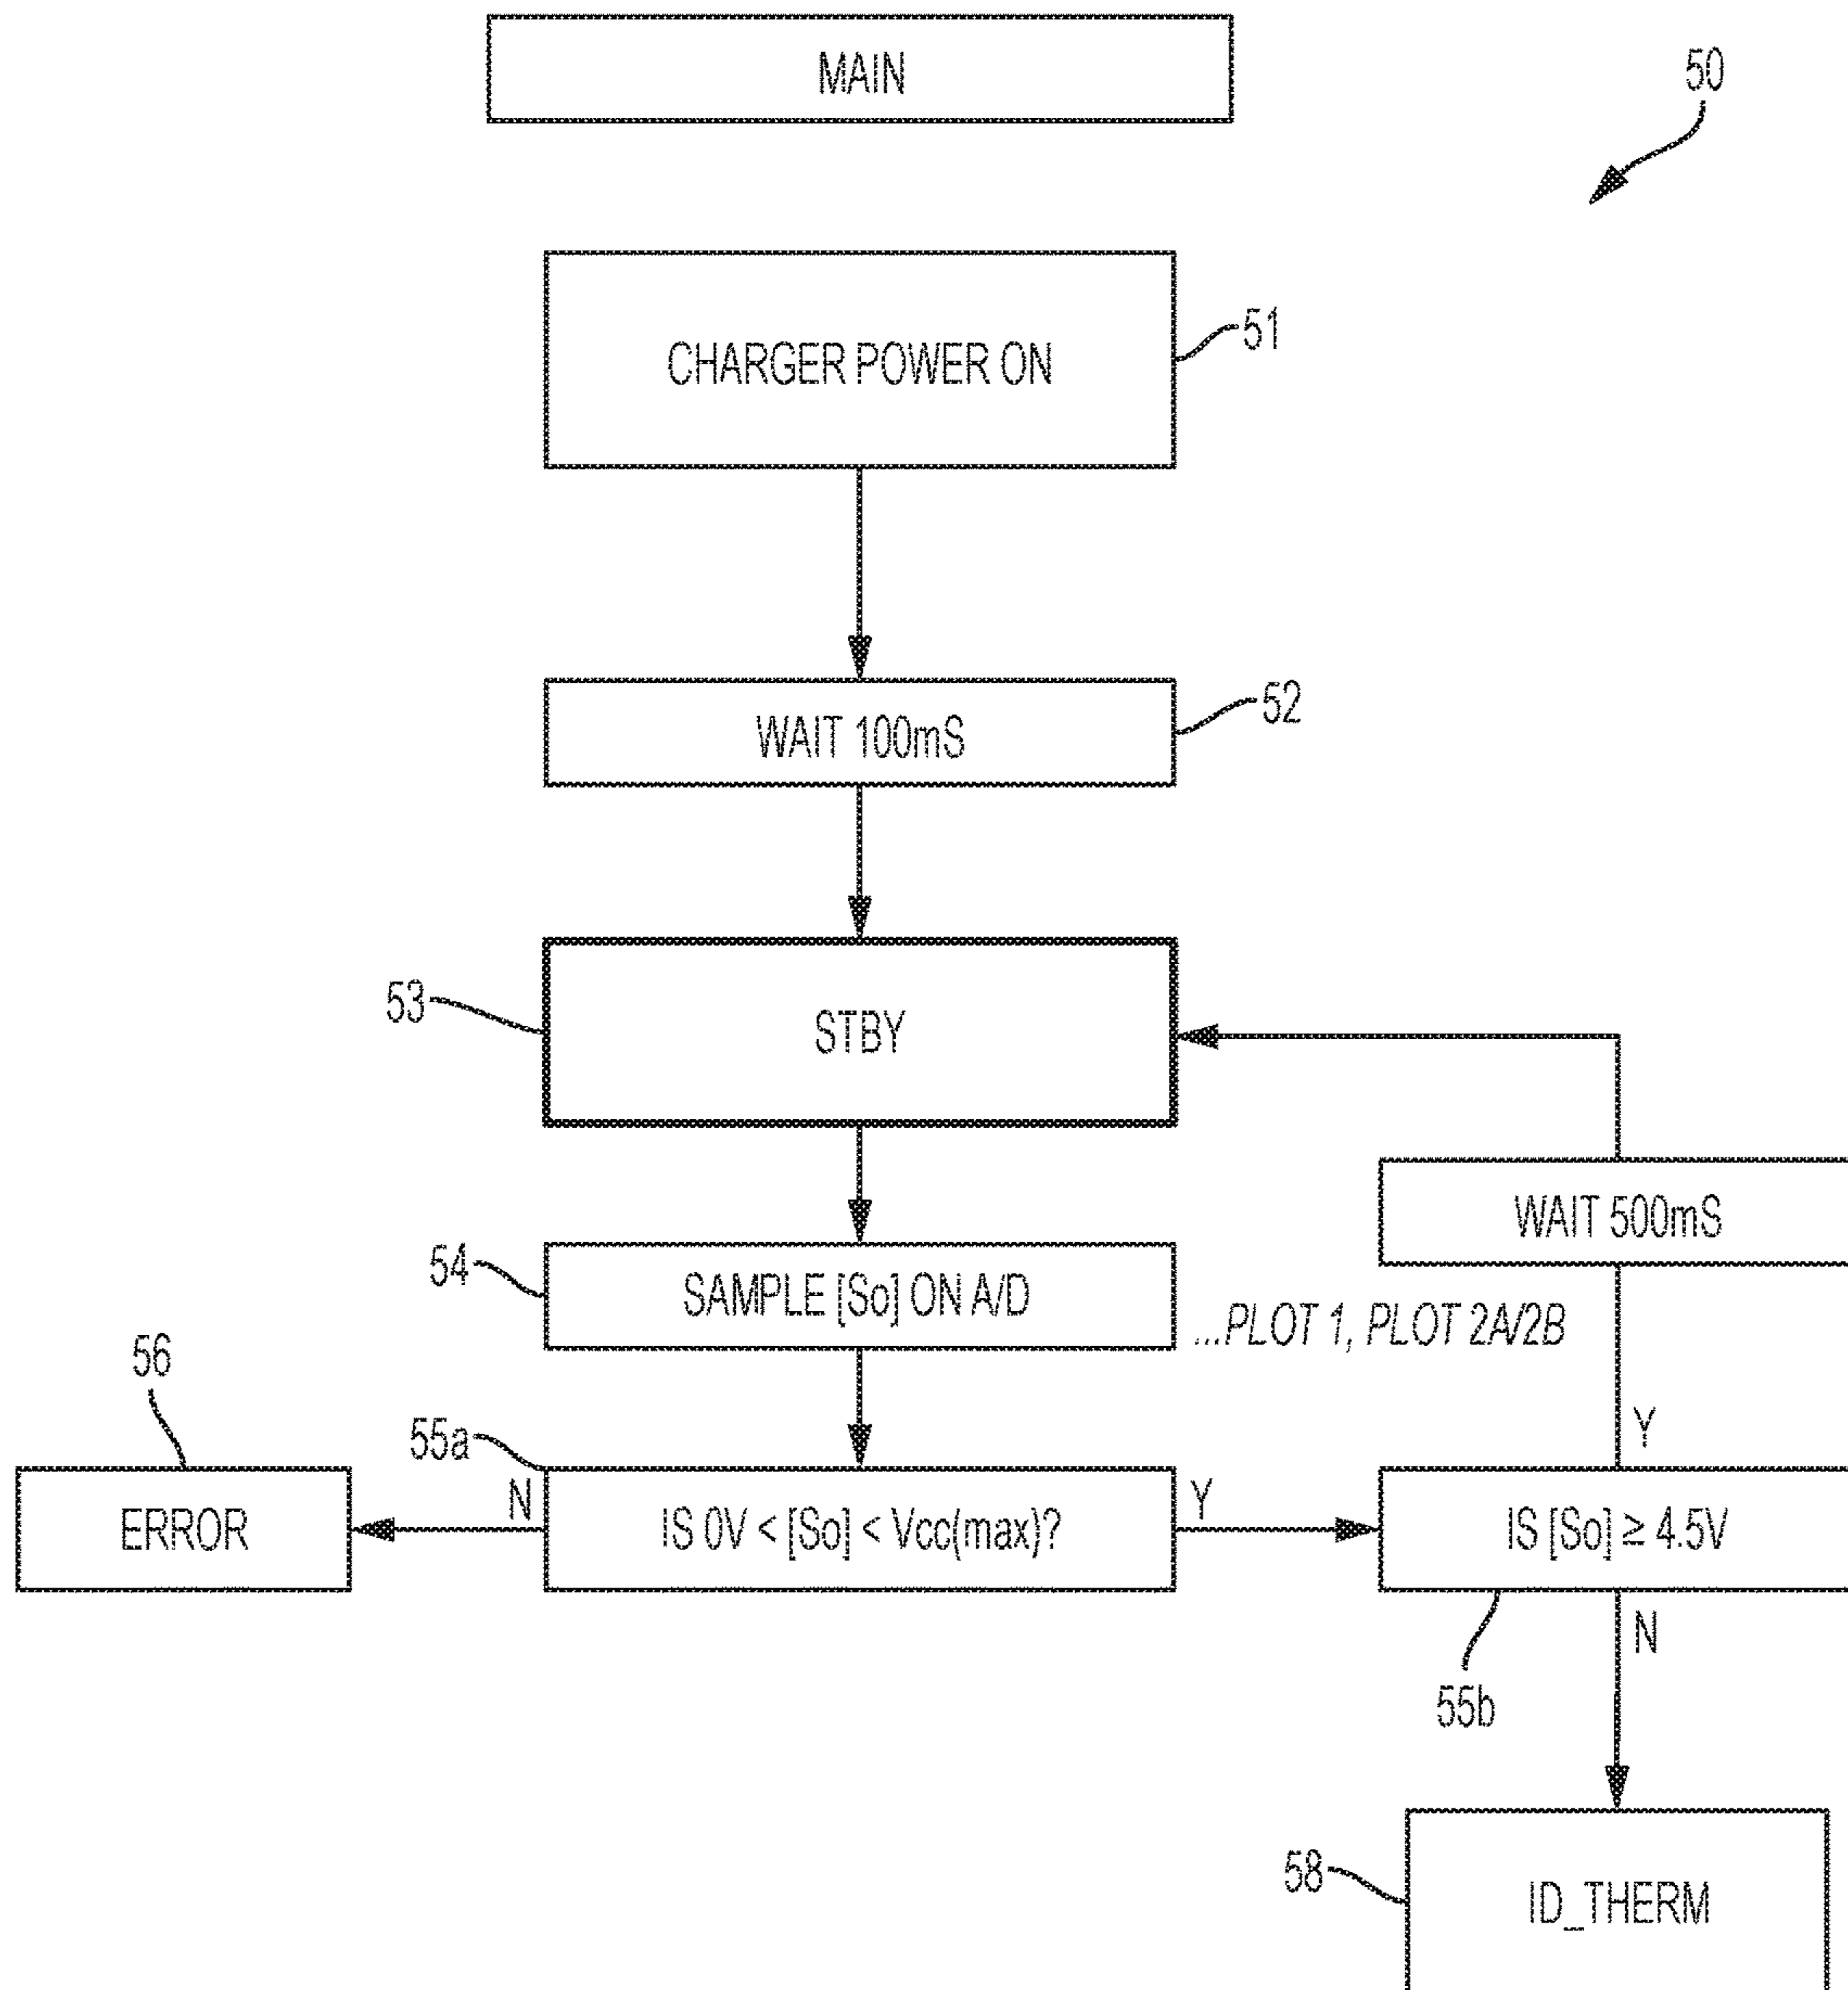 MAIN
50
CHARGER POWER ON
51
WAIT 100mS
52
53
STBY
WAIT 500mS
54
SAMPLE [So] ON A/D
...PLOT 1, PLOT 2A/2B
56
55a
Y
ERROR
N
IS 0V < [So] < Vcc(max)?
Y
IS [So] ≥ 4.5V
N
55b
58
ID_THERM